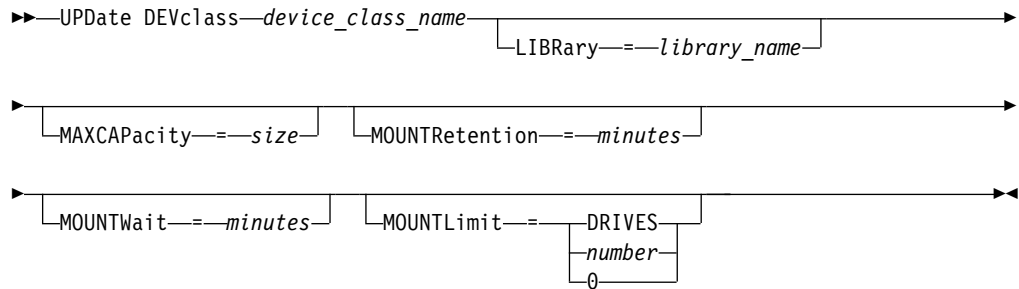 UPDate DEVclass device_class_name
LIBRary = library_name
MAXCAPacity = size MOUNTRetention = minutes
MOUNTWait = minutes MOUNTLimit = DRIVES
number
0